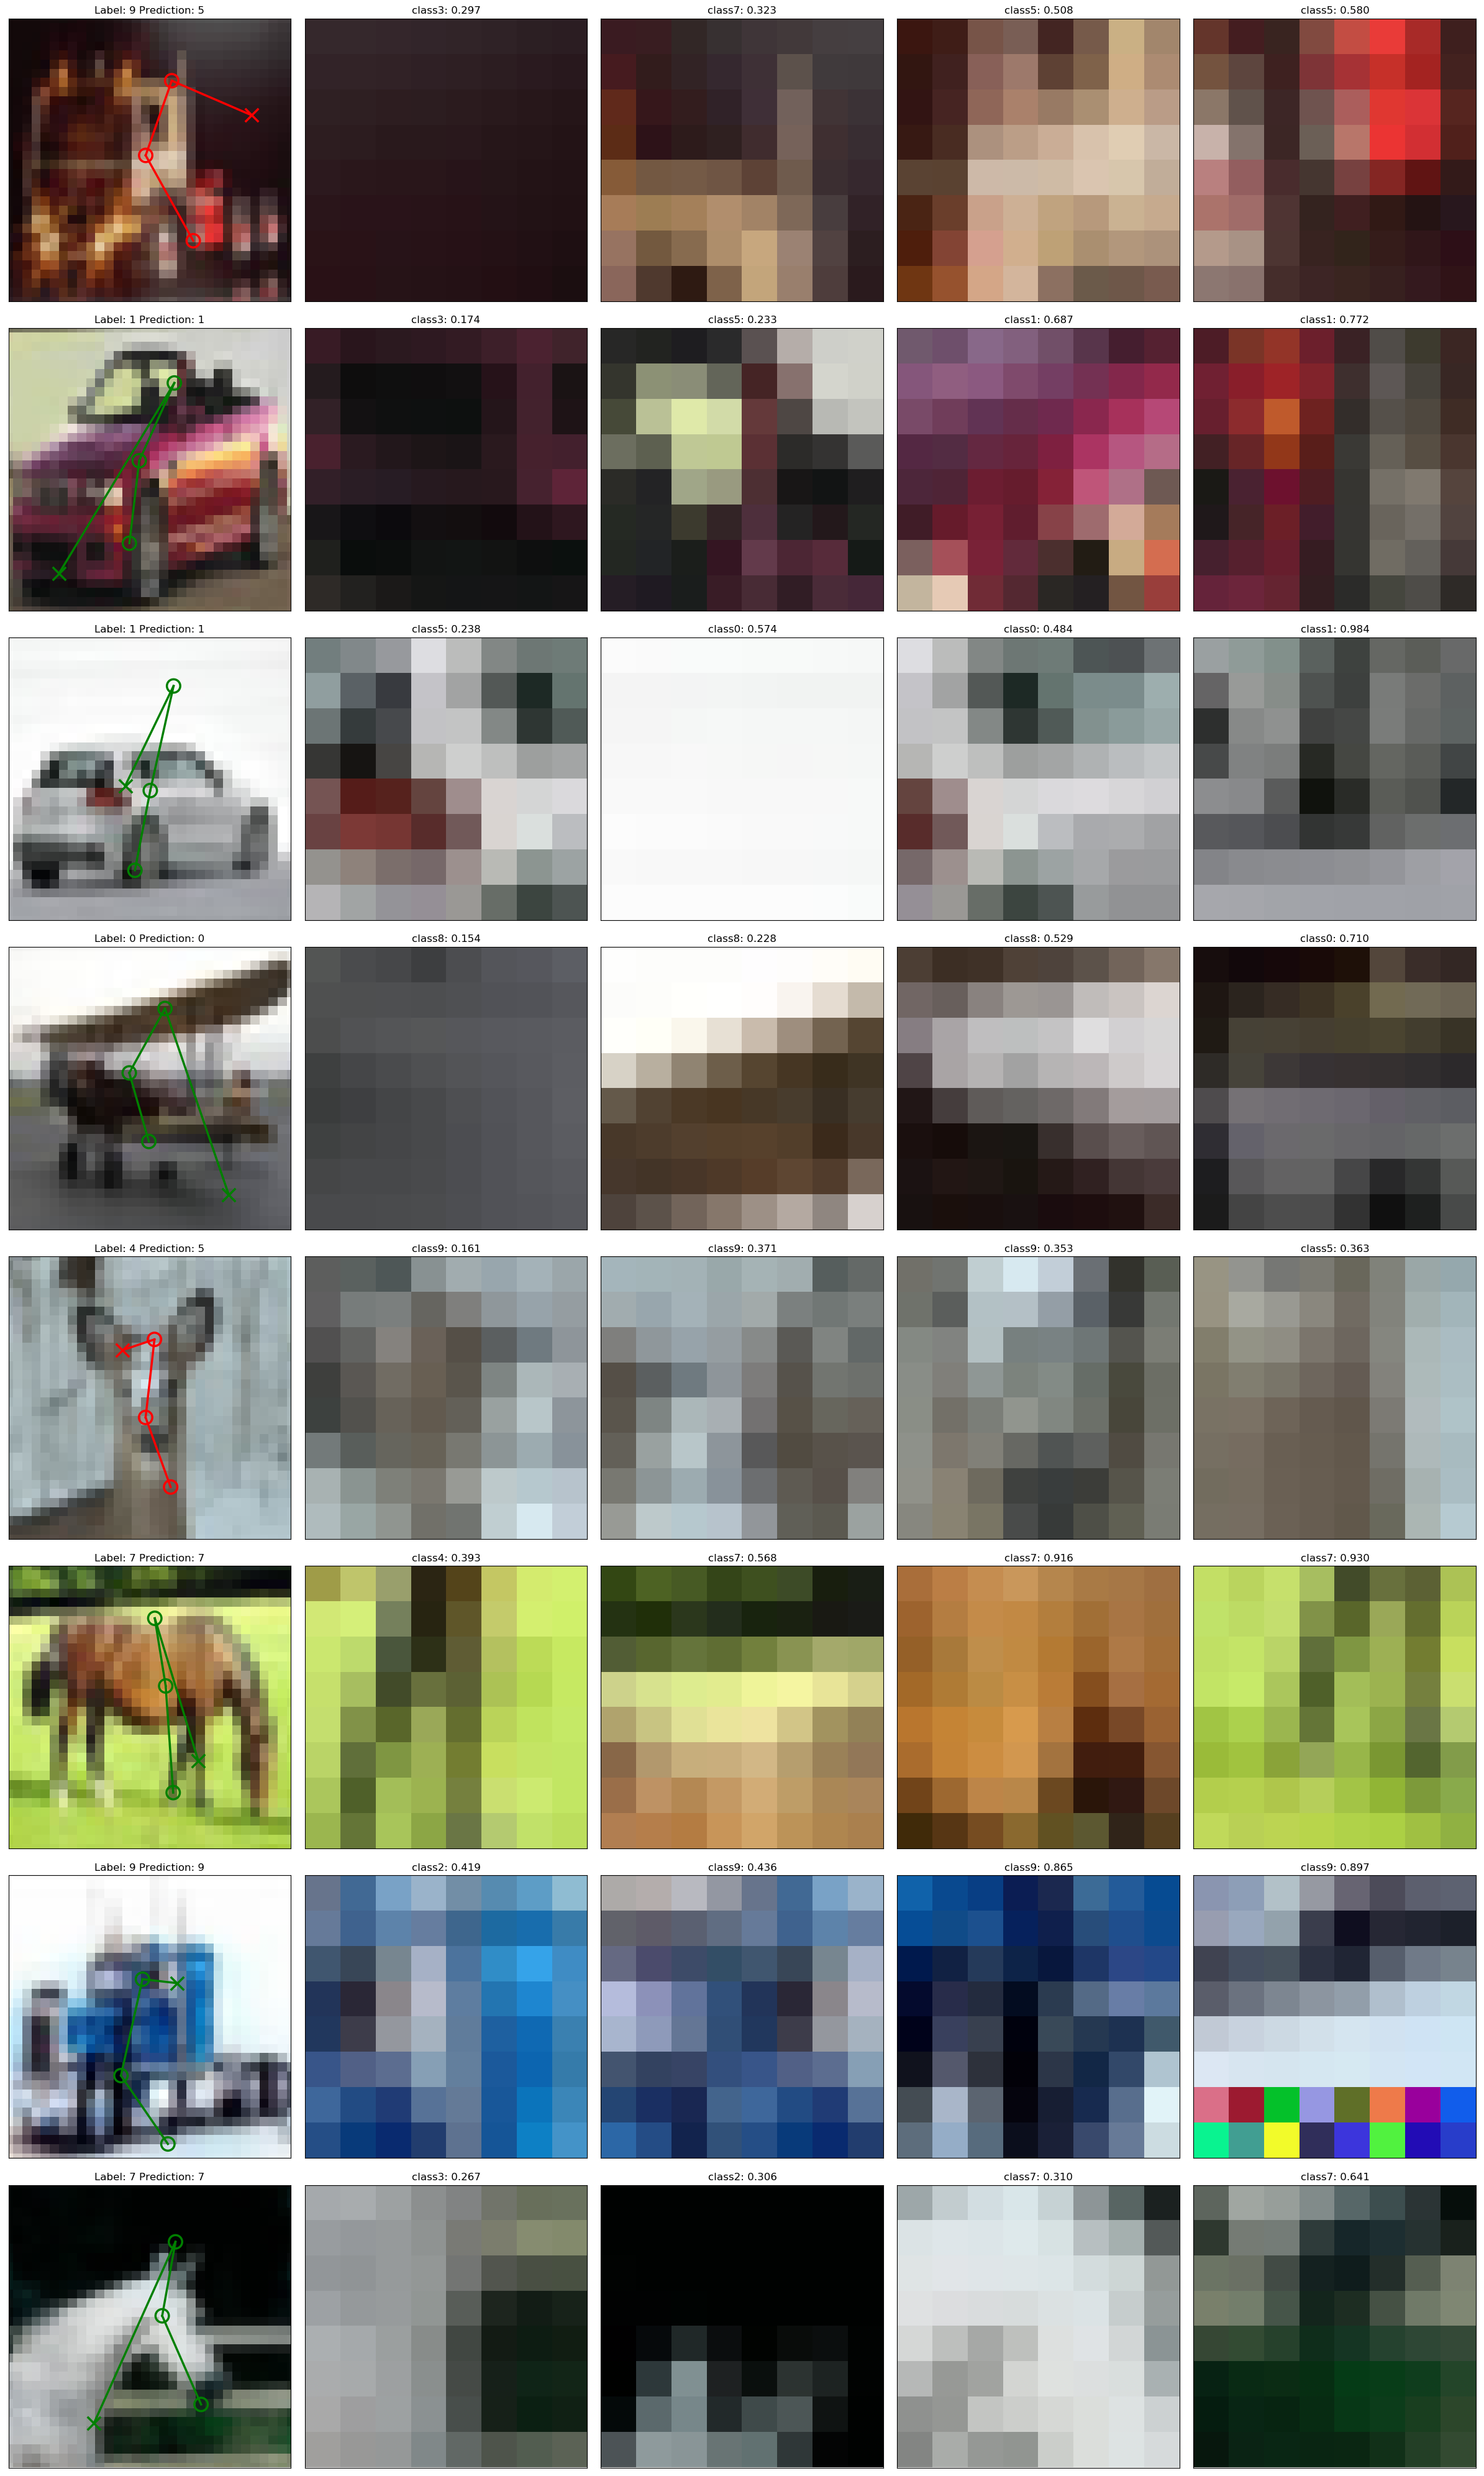 Label: 9 Prediction: 5
class3: 0.297
class7: 0.323
class5: 0.508
class5: 0.580
Label: 1 Prediction: 1
class3: 0.174
class5: 0.233
class1: 0.687
class1: 0.772
Label: 1 Prediction: 1
class5: 0.238
class0: 0.574
class0: 0.484
class1: 0.984
Label: 0 Prediction: 0
class8: 0.154
class8: 0.228
class8: 0.529
class0: 0.710
Label: 4 Prediction: 5
class9: 0.161
class9: 0.371
class9: 0.353
class5: 0.363
Label: 7 Prediction: 7
class4: 0.393
class7: 0.568
class7: 0.916
class7: 0.930
Label: 9 Prediction: 9
class2: 0.419
class9: 0.436
class9: 0.865
class9: 0.897
Label: 7 Prediction: 7
class3: 0.267
class2: 0.306
class7: 0.310
class7: 0.641